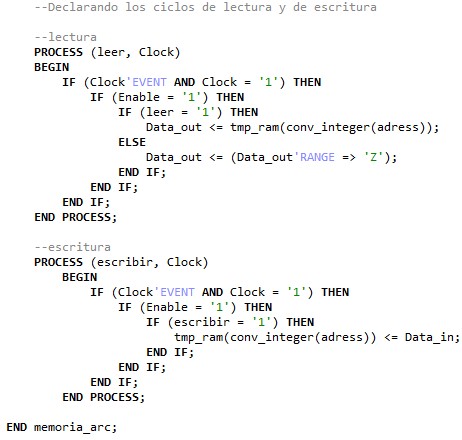 --Declarando los ciclos de lectura y de escritura
--lectura
PROCESS (leer, Clock)
BEGIN
IF (Clock'EVENT AND Clock = '1') THEN
IF (Enable = '1') THEN
IF (leer = '1') THEN
Data_out <= tmp_ram(conv_integer(adress));
ELSE
Data_out <= (Data_out'RANGE => 'Z');
END IF;
END IF;
END IF;
END PROCESS;
--escritura
PROCESS (escribir, Clock)
BEGIN
IF (Clock'EVENT AND Clock = '1') THEN
IF (Enable = '1') THEN
IF (escribir = '1') THEN
tmp_ram(conv_integer(adress)) <= Data_in;
END IF;
END IF;
END IF;
END PROCESS;
END memoria_arc;